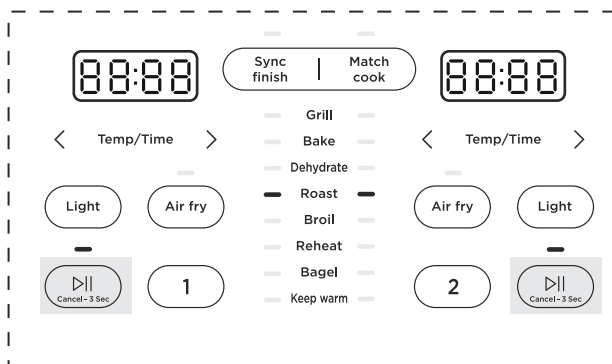 88:88
Sync finish
Match cook
88:88
Temp/Time
Temp/Time
Grill
Bake
Dehydrate
Roast
Broil
Reheat
Bagel
Keep warm
Light
Air fry
Air fry
Light
Cancel - 3 Sec
1
2
Cancel - 3 Sec